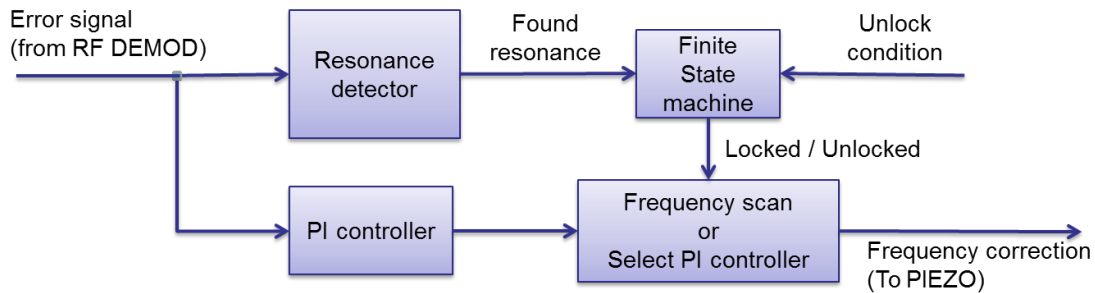 Error signal
(from RF DEMOD)
Resonance
detector
Found
resonance
Finite
State
machine
Unlock
condition
Locked / Unlocked
PI controller
Frequency scan
or
Select PI controller
Frequency correction
(To PIEZO)